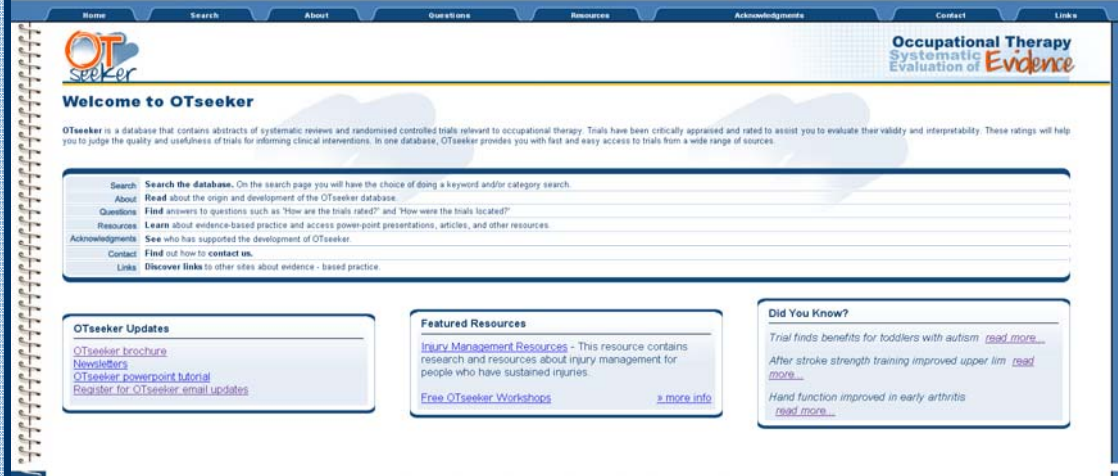 Home Search About Questions Resources Acknowledgments Contact Links
OT
seeker
Occupational Therapy
Systematic
Evaluation of Evidence
Welcome to OTseeker
OTseeker is a database that contains abstracts of systematic reviews and randomised controlled trials relevant to occupational therapy. Trials have been critically appraised and rated to assist you to evaluate their validity and interpretability. These ratings will help
you to judge the quality and usefulness of trials for informing clinical interventions. In one database, OTseeker provides you with fast and easy access to trials from a wide range of sources.
Search Search the database. On the search page you will have the choice of doing a keyword and/or category search.
About Read about the origin and development of the OTseeker database.
Questions Find answers to questions such as 'How are the trials rated?' and 'How were the trials located?'
Resources Learn about evidence-based practice and access power-point presentations, articles, and other resources.
Acknowledgments See who has supported the development of OTseeker.
Contact Find out how to contact us.
Links Discover links to other sites about evidence - based practice.
OTseeker Updates
OTseeker brochure
Newsletters
OTseeker powerpoint tutorial
Register for OTseeker email updates
Featured Resources
Injury Management Resources - This resource contains
research and resources about injury management for
people who have sustained injuries.
Free OTseeker Workshops » more info
Did You Know?
Trial finds benefits for toddlers with autism read more...
After stroke strength training improved upper lim read
more...
Hand function improved in early arthritis
read more...